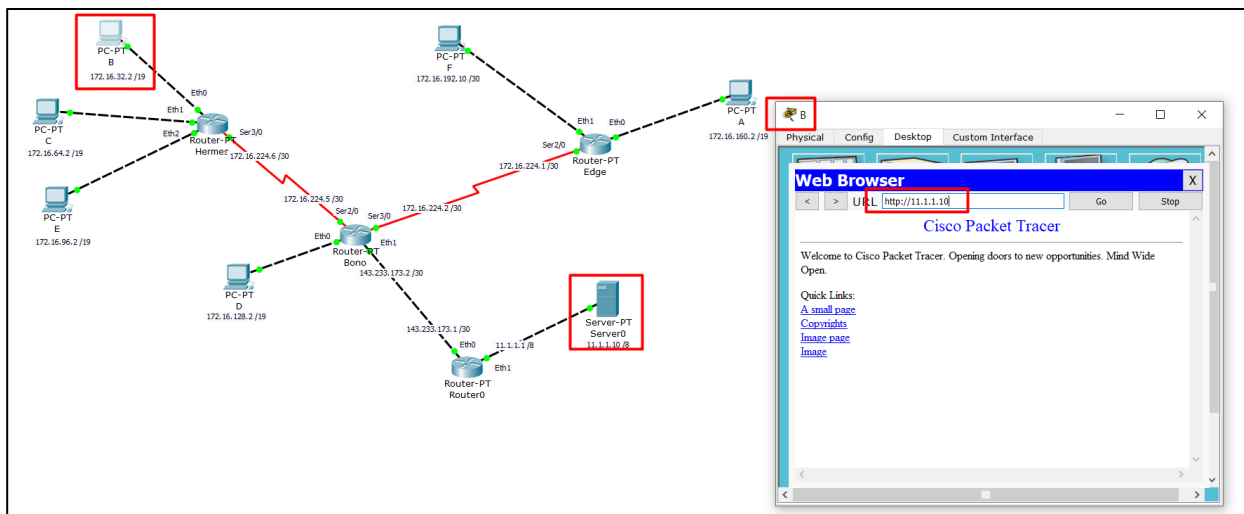 PC-PT
B
172.16.32.2 /19
PC-PT
C
172.16.64.2 /19
PC-PT
E
172.16.96.2 /19
Eth0
Eth1
Eth2
Ser3/0
Router-PT
Hermer
172.16.224.6 /30
172.16.224.5 /30
Ser2/0
Ser3/0
Eth0
Eth1
Router-PT
Bono
143.233.173.2 /30
172.16.224.2 /30
PC-PT
D
172.16.128.2 /19
PC-PT
F
172.16.192.10 /30
PC-PT
A
172.16.160.2 /19
Eth1
Eth0
Ser2/0
172.16.224.1 /30
Router-PT
Edge
143.233.173.1 /30
Eth0
Eth1
11.1.1.1 /8
Router-PT
Router0
Server-PT
Server0
11.1.1.10 /8
B
Physical Config Desktop Custom Interface
Web Browser X
< > URL http://11.1.1.10 Go Stop
Cisco Packet Tracer
Welcome to Cisco Packet Tracer. Opening doors to new opportunities. Mind Wide
Open.
Quick Links:
A small page
Copyrights
Image page
Image